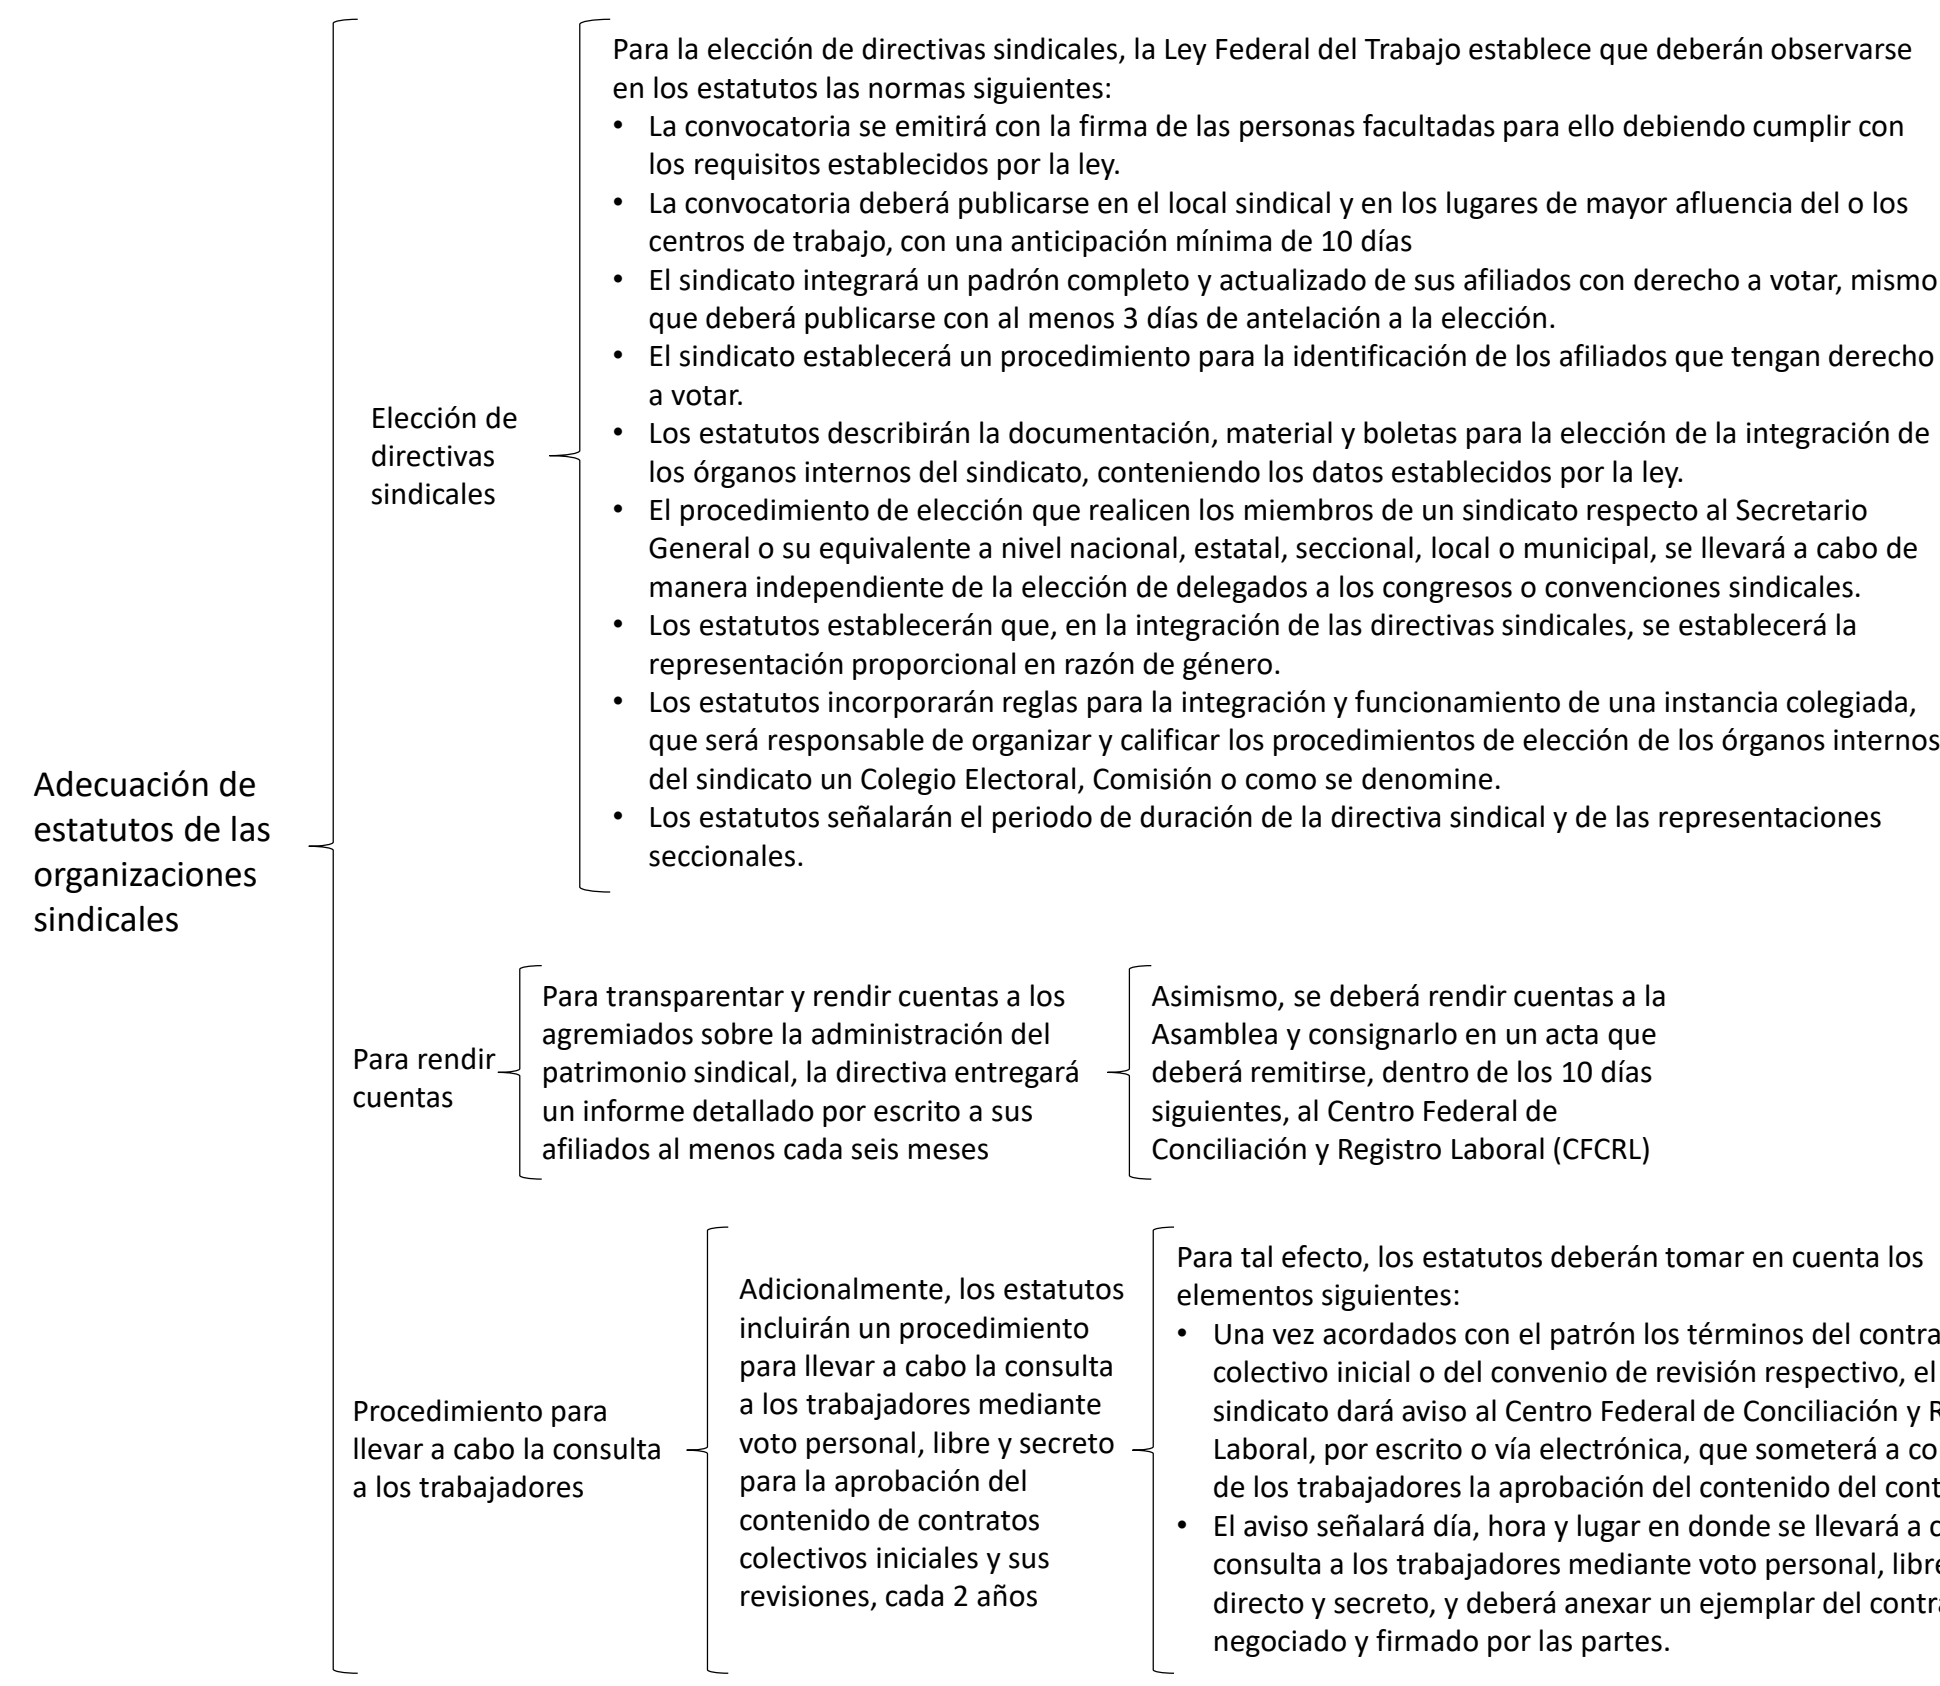 Adecuación de
estatutos de las
organizaciones
sindicales
Elección de
directivas
sindicales
Para la elección de directivas sindicales, la Ley Federal del Trabajo establece que deberán observarse
en los estatutos las normas siguientes:
• La convocatoria se emitirá con la firma de las personas facultadas para ello debiendo cumplir con
los requisitos establecidos por la ley.
• La convocatoria deberá publicarse en el local sindical y en los lugares de mayor afluencia del o los
centros de trabajo, con una anticipación mínima de 10 días
• El sindicato integrará un padrón completo y actualizado de sus afiliados con derecho a votar, mismo
que deberá publicarse con al menos 3 días de antelación a la elección.
• El sindicato establecerá un procedimiento para la identificación de los afiliados que tengan derecho
a votar.
• Los estatutos describirán la documentación, material y boletas para la elección de la integración de
los órganos internos del sindicato, conteniendo los datos establecidos por la ley.
• El procedimiento de elección que realicen los miembros de un sindicato respecto al Secretario
General o su equivalente a nivel nacional, estatal, seccional, local o municipal, se llevará a cabo de
manera independiente de la elección de delegados a los congresos o convenciones sindicales.
• Los estatutos establecerán que, en la integración de las directivas sindicales, se establecerá la
representación proporcional en razón de género.
• Los estatutos incorporarán reglas para la integración y funcionamiento de una instancia colegiada,
que será responsable de organizar y calificar los procedimientos de elección de los órganos internos
del sindicato un Colegio Electoral, Comisión o como se denomine.
• Los estatutos señalarán el periodo de duración de la directiva sindical y de las representaciones
seccionales.
Para rendir
cuentas
Para transparentar y rendir cuentas a los
agremiados sobre la administración del
patrimonio sindical, la directiva entregará
un informe detallado por escrito a sus
afiliados al menos cada seis meses
Asimismo, se deberá rendir cuentas a la
Asamblea y consignarlo en un acta que
deberá remitirse, dentro de los 10 días
siguientes, al Centro Federal de
Conciliación y Registro Laboral (CFCRL)
Procedimiento para
llevar a cabo la consulta
a los trabajadores
Adicionalmente, los estatutos
incluirán un procedimiento
para llevar a cabo la consulta
a los trabajadores mediante
voto personal, libre y secreto
para la aprobación del
contenido de contratos
colectivos iniciales y sus
revisiones, cada 2 años
Para tal efecto, los estatutos deberán tomar en cuenta los
elementos siguientes:
• Una vez acordados con el patrón los términos del contra
colectivo inicial o del convenio de revisión respectivo, el
sindicato dará aviso al Centro Federal de Conciliación y R
Laboral, por escrito o vía electrónica, que someterá a co
de los trabajadores la aprobación del contenido del cont
• El aviso señalará día, hora y lugar en donde se llevará a c
consulta a los trabajadores mediante voto personal, libre
directo y secreto, y deberá anexar un ejemplar del contra
negociado y firmado por las partes.